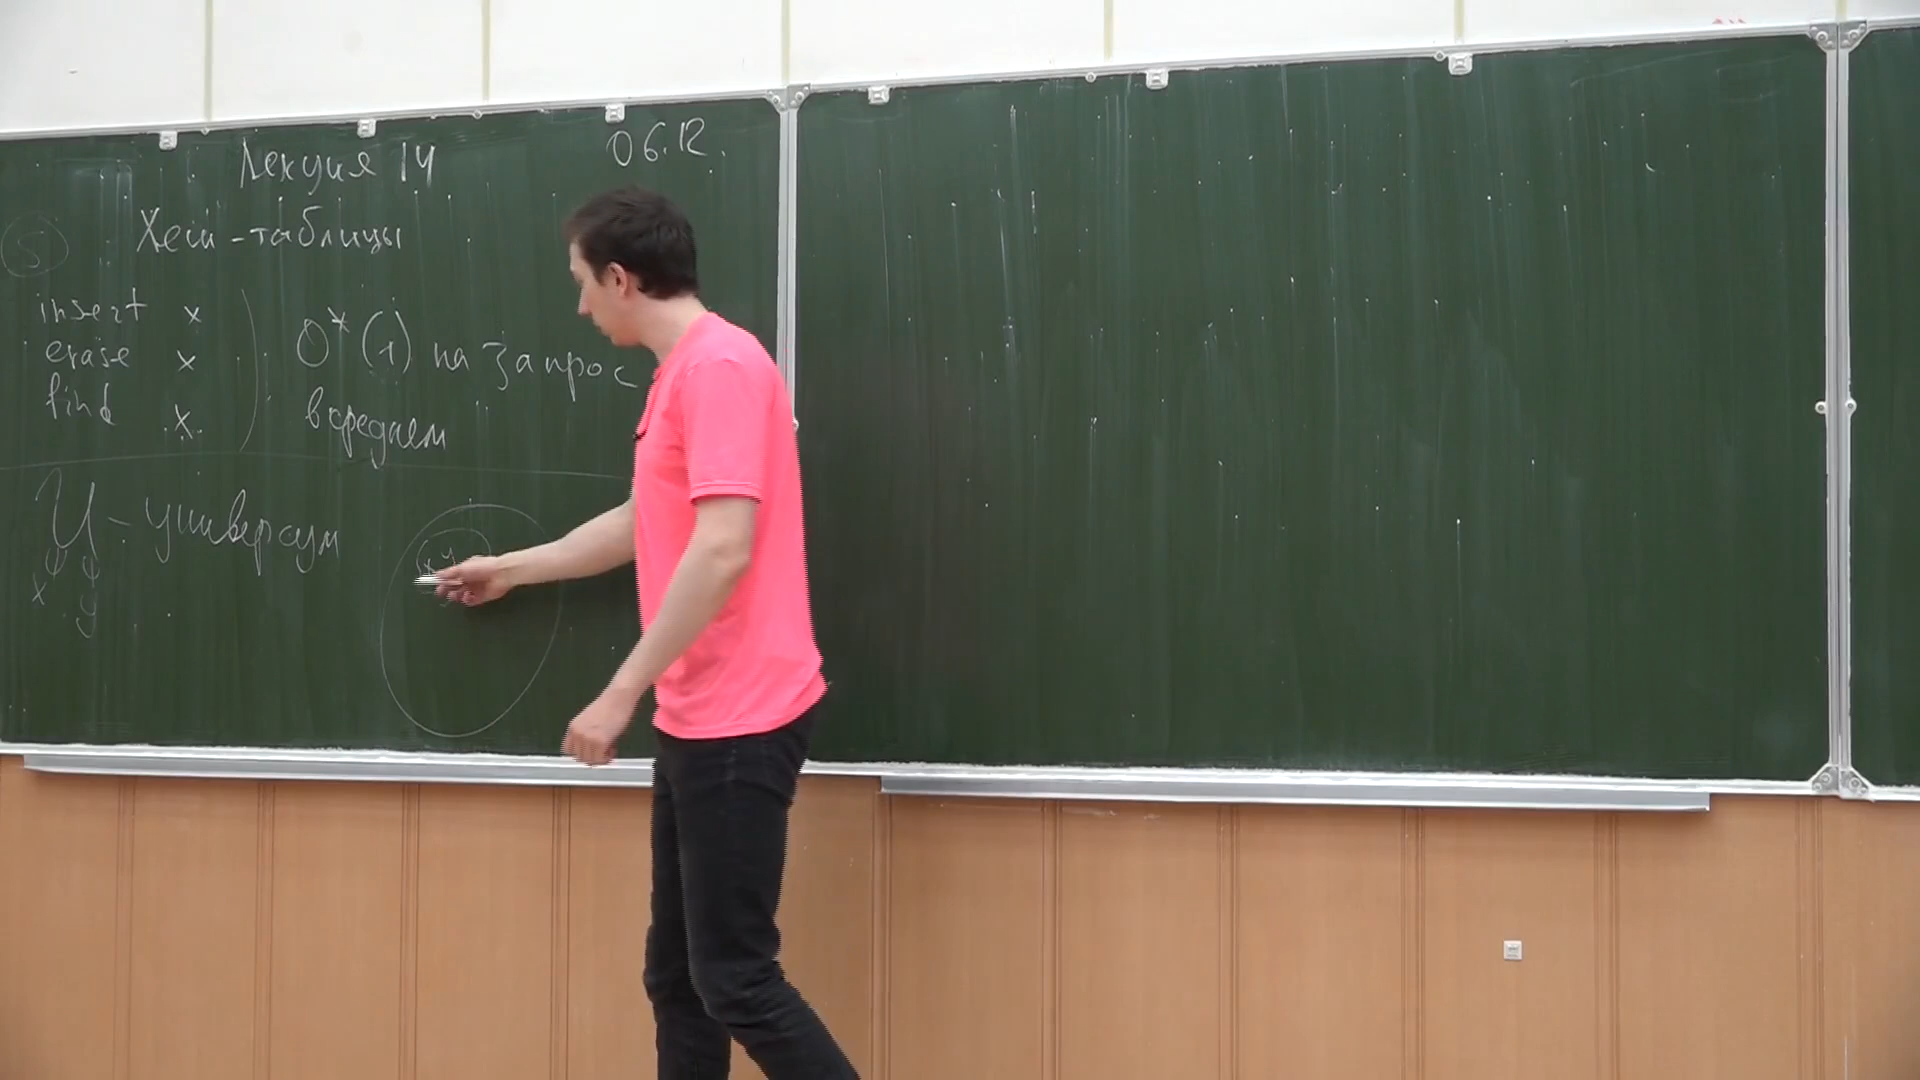 Лекция 14 06.12.
Хеш-таблицы
S
insert x
erase x
find x
O*(1) на запрос
в среднем
U - универсум
x y
x y